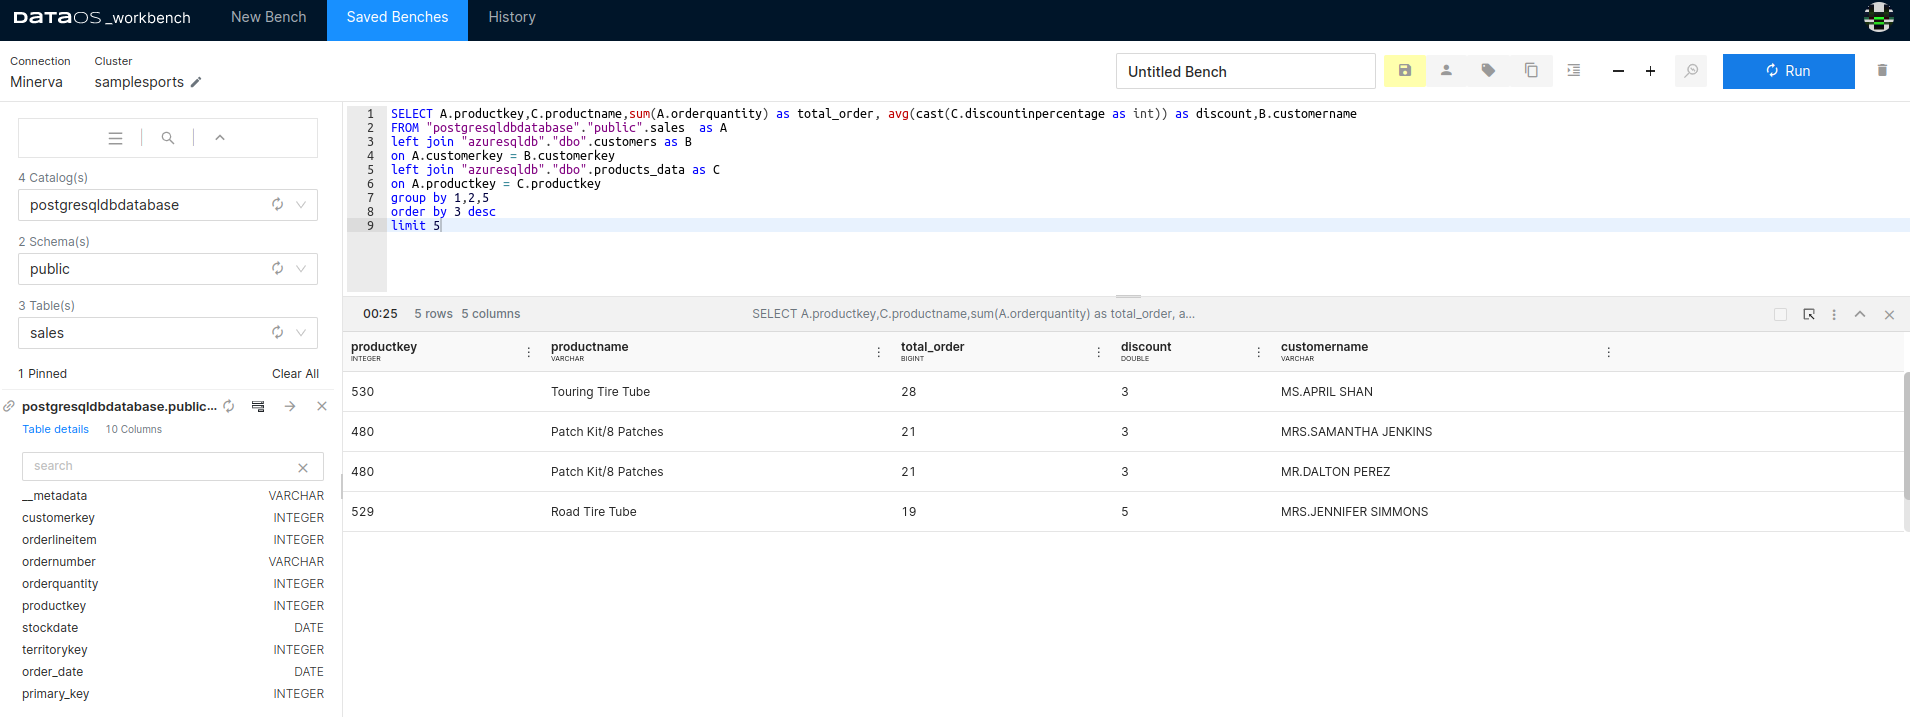 DATAOS _workbench New Bench Saved Benches History
Connection Cluster
Minerva samplesports Untitled Bench Run
4 Catalog(s)
postgresqldbdatabase
2 Schema(s)
public
3 Table(s)
sales
1 Pinned Clear All
postgresqldbdatabase.public...
Table details 10 Columns
search
__metadata VARCHAR
customerkey INTEGER
orderlineitem INTEGER
ordernumber VARCHAR
orderquantity INTEGER
productkey INTEGER
stockdate DATE
territorykey INTEGER
order_date DATE
primary_key INTEGER
1 SELECT A.productkey,C.productname,sum(A.orderquantity) as total_order, avg(cast(C.discountinpercentage as int)) as discount,B.customername
2 FROM "postgresqldbdatabase"."public".sales  as A
3 left join "azuresqldb"."dbo".customers as B
4 on A.customerkey = B.customerkey
5 left join "azuresqldb"."dbo".products_data as C
6 on A.productkey = C.productkey
7 group by 1,2,5
8 order by 3 desc
9 limit 5
00:25 5 rows 5 columns SELECT A.productkey,C.productname,sum(A.orderquantity) as total_order, a...
productkey productname total_order discount customername
INTEGER VARCHAR BIGINT DOUBLE VARCHAR
530 Touring Tire Tube 28 3 MS.APRIL SHAN
480 Patch Kit/8 Patches 21 3 MRS.SAMANTHA JENKINS
480 Patch Kit/8 Patches 21 3 MR.DALTON PEREZ
529 Road Tire Tube 19 5 MRS.JENNIFER SIMMONS